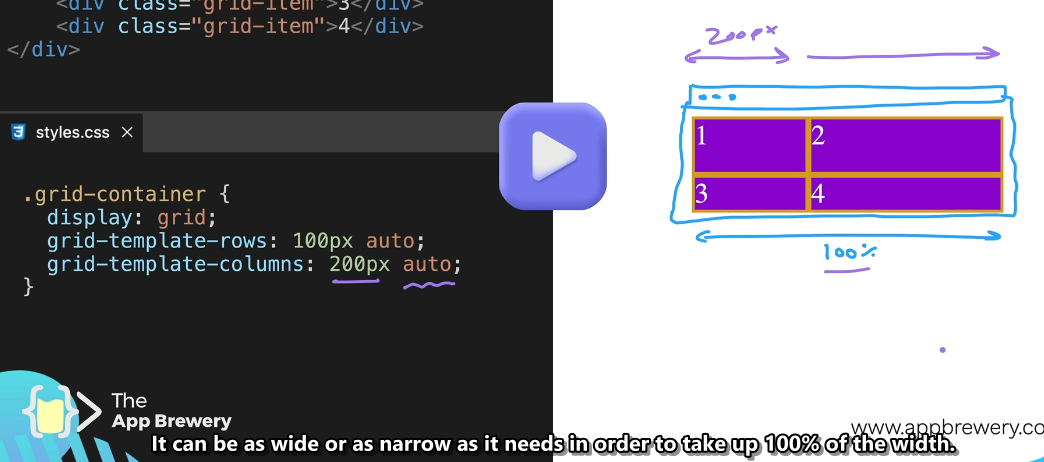 <div class="grid-item">3</div>
<div class="grid-item">4</div>
</div>
styles.css
.grid-container {
display: grid;
grid-template-rows: 100px auto;
grid-template-columns: 200px auto;
}
200px
1
2
3
4
100%
The
App Brewery
www.appbrewery.co
It can be as wide or as narrow as it needs in order to take up 100% of the width.